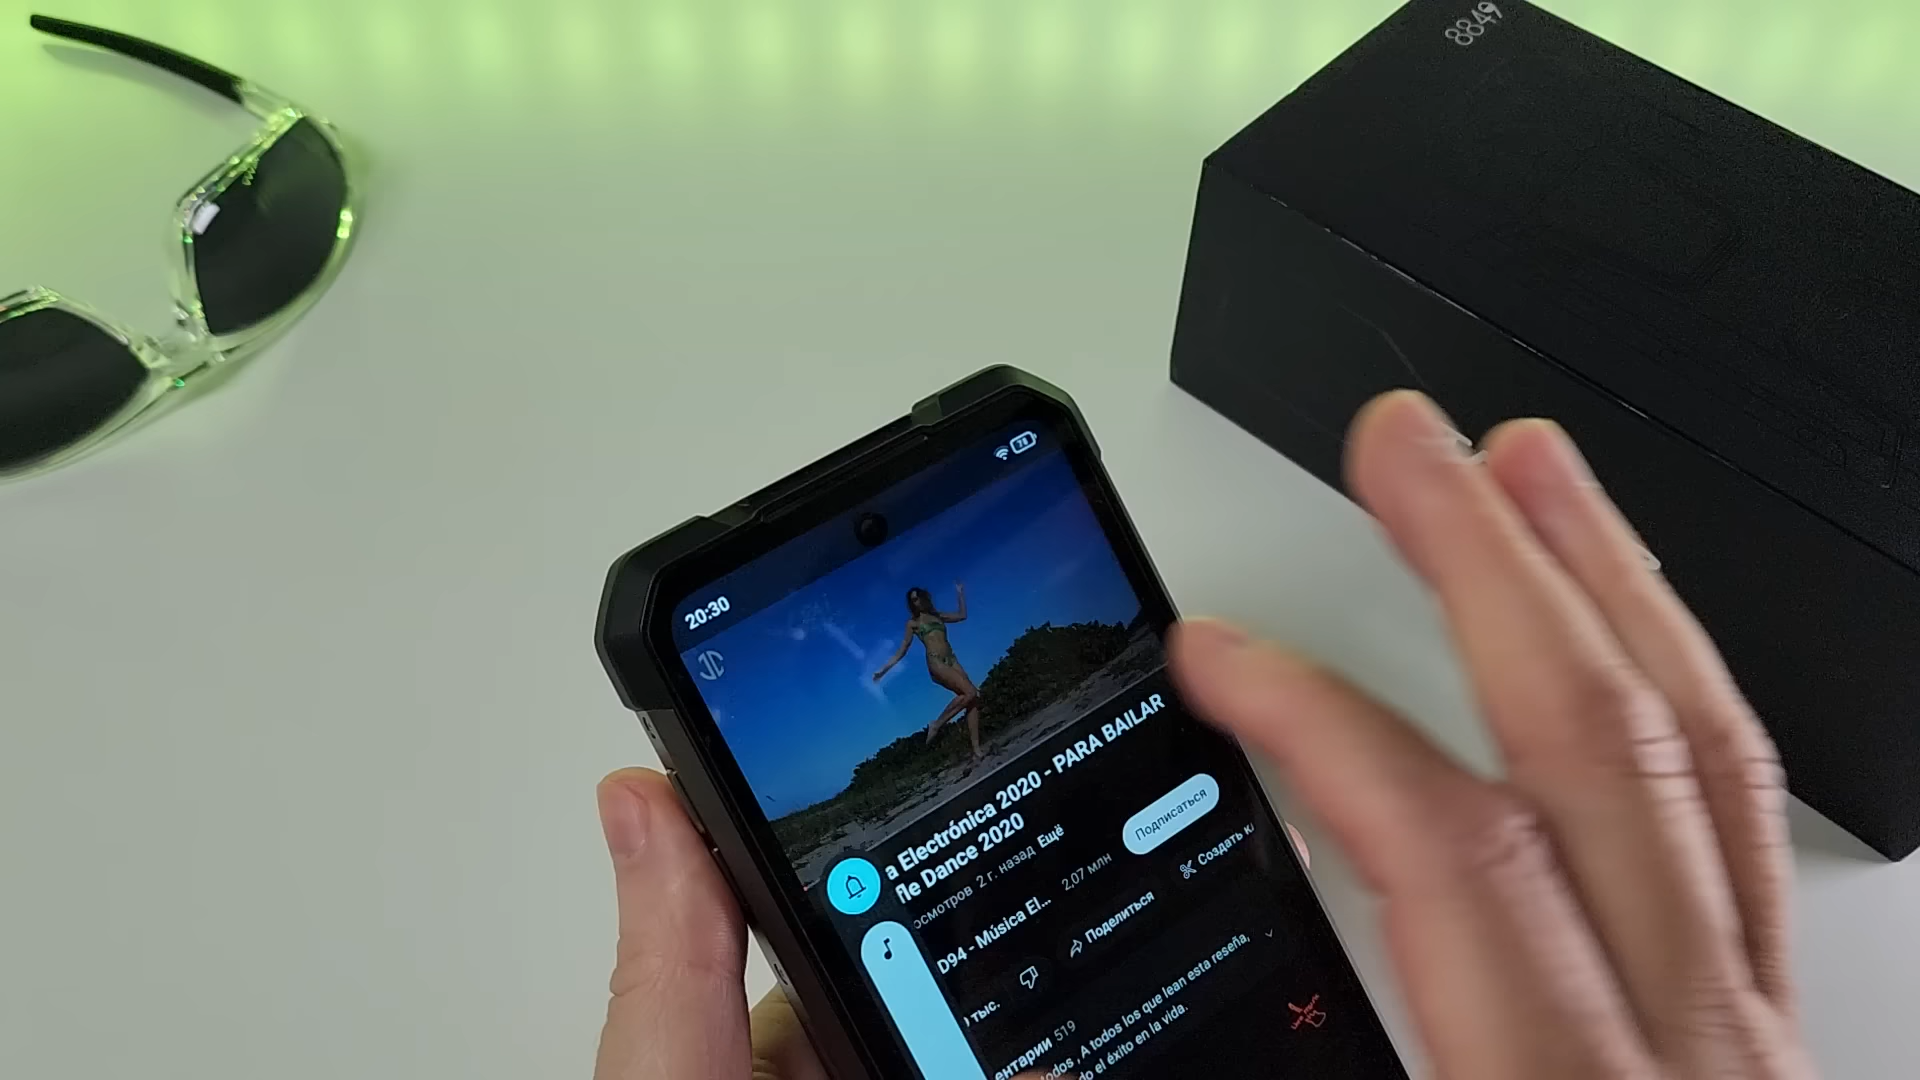 8849
78
20:30
a Electrónica 2020 - PARA BAILAR
fle Dance 2020
осмотров 2 г. назад Ещё
D94 - Música El... 2,07 млн
Подписаться
тыс.
Поделиться
Создать кл
ентарии 519
odos , A todos los que lean esta reseña,
do el éxito en la vida.